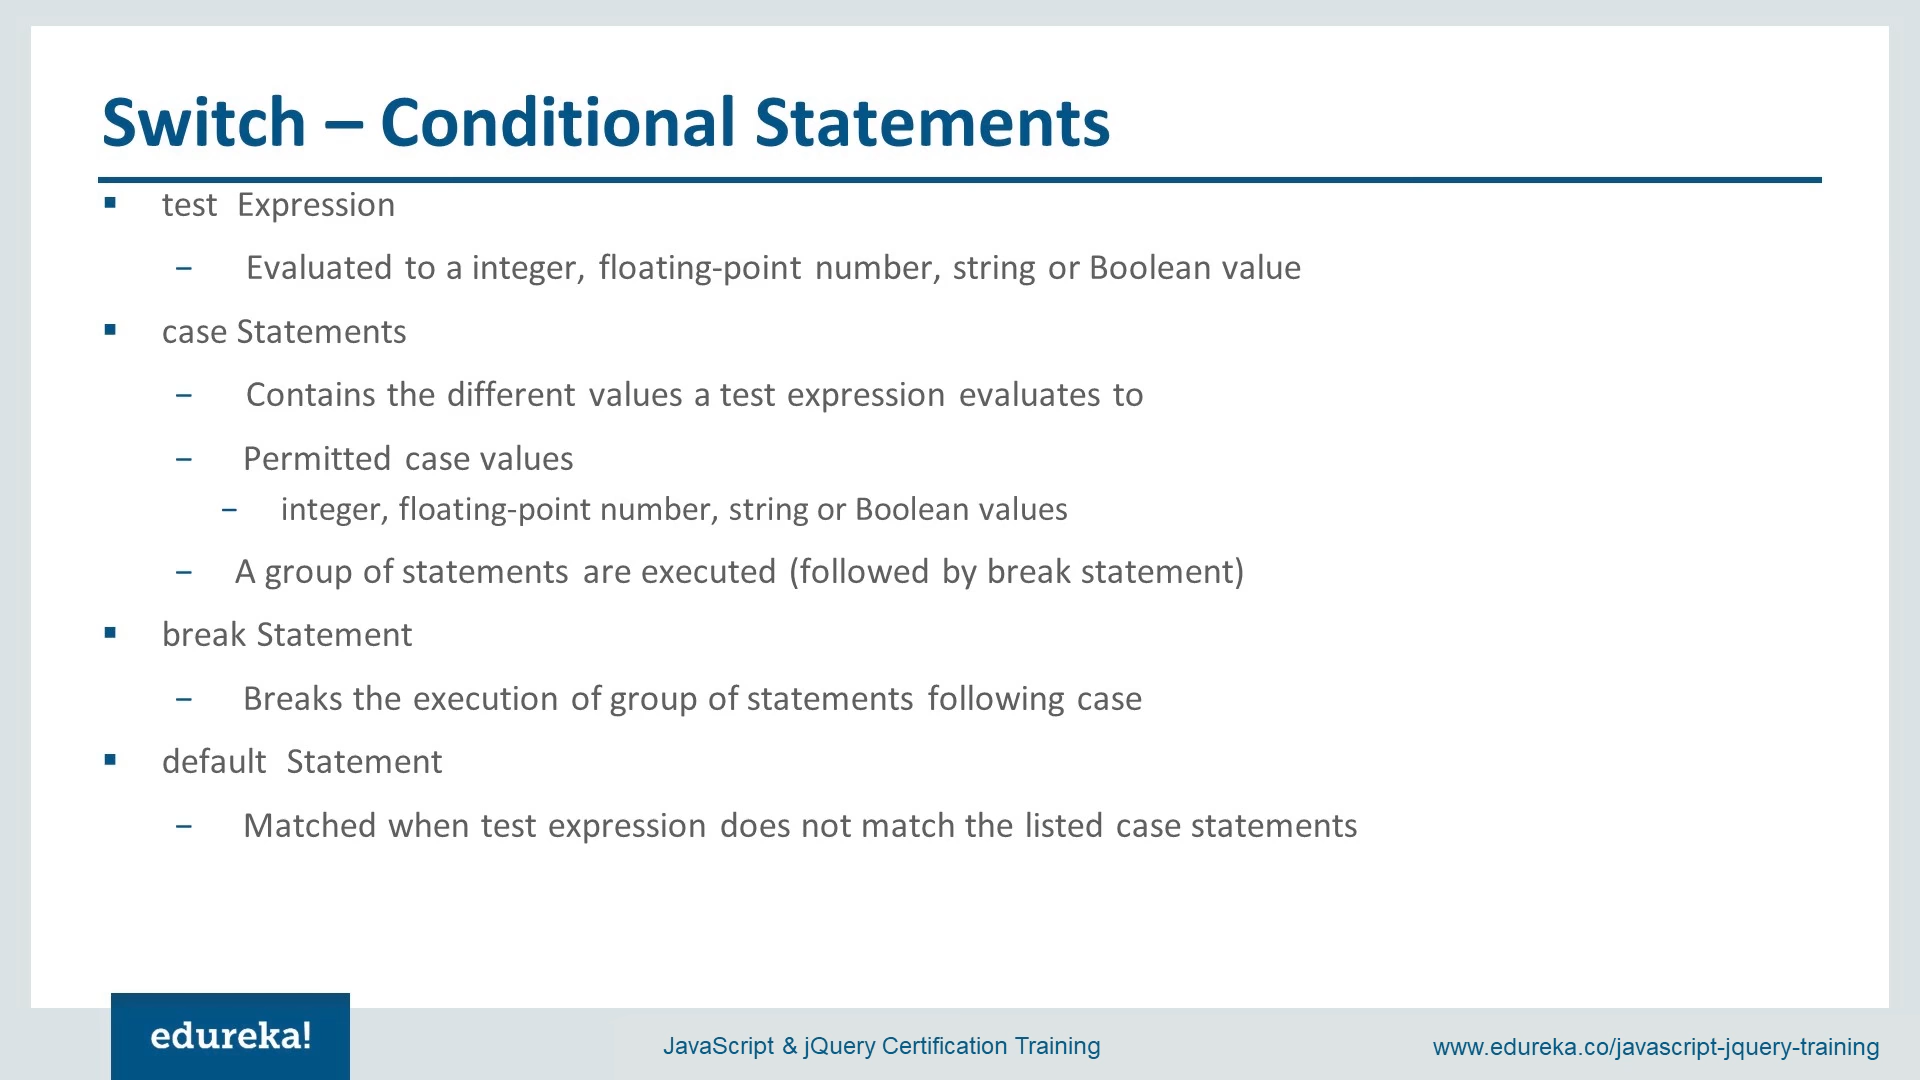 Switch – Conditional Statements
▪ test Expression
– Evaluated to a integer, floating-point number, string or Boolean value
▪ case Statements
– Contains the different values a test expression evaluates to
– Permitted case values
– integer, floating-point number, string or Boolean values
– A group of statements are executed (followed by break statement)
▪ break Statement
– Breaks the execution of group of statements following case
▪ default Statement
– Matched when test expression does not match the listed case statements
edureka!
JavaScript & jQuery Certification Training
www.edureka.co/javascript-jquery-training